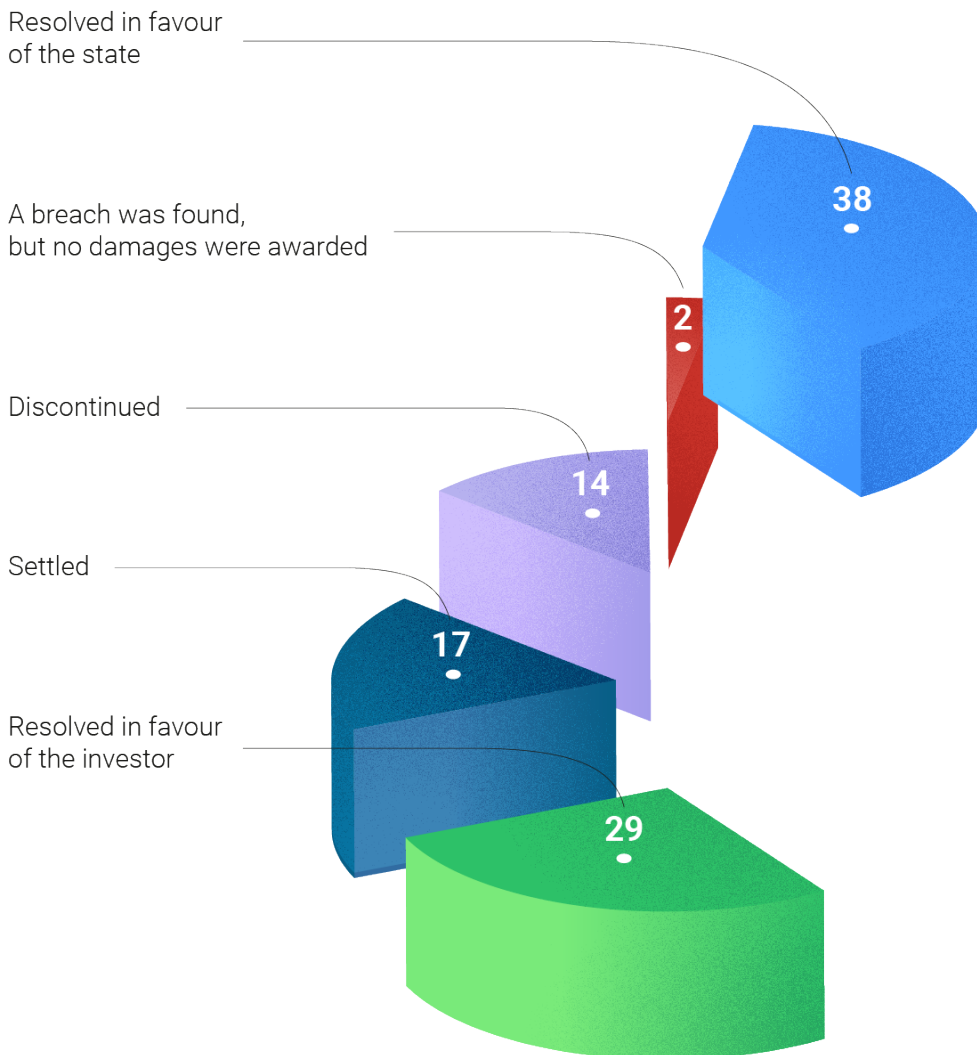 Resolved in favour
of the state
38
A breach was found,
but no damages were awarded
2
Discontinued
14
Settled
17
Resolved in favour
of the investor
29